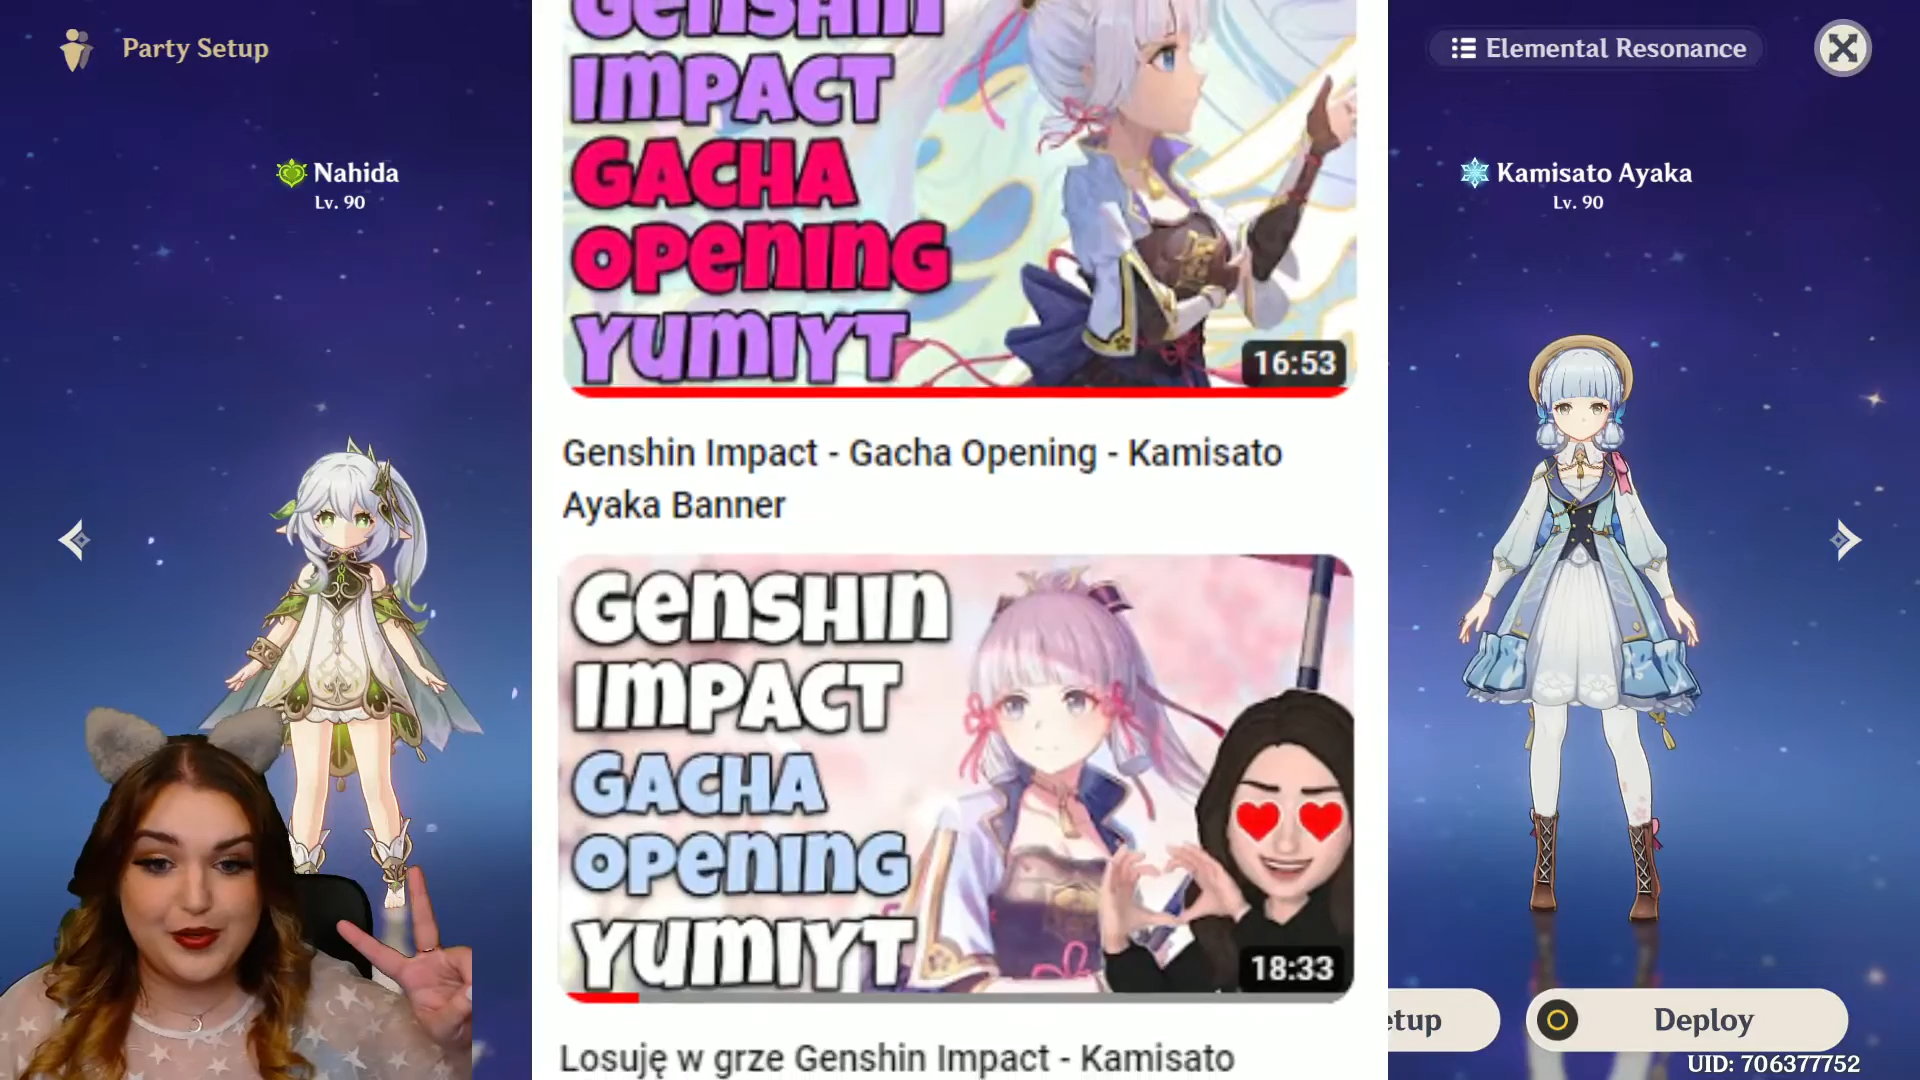 Party Setup
Nahida
Lv. 90
Genshin
Impact
Gacha
Opening
YumiYT
16:53
Genshin Impact - Gacha Opening - Kamisato
Ayaka Banner
Genshin
Impact
Gacha
Opening
YumiYT
18:33
Losuję w grze Genshin Impact - Kamisato
Elemental Resonance
Kamisato Ayaka
Lv. 90
etup
Deploy
UID: 706377752